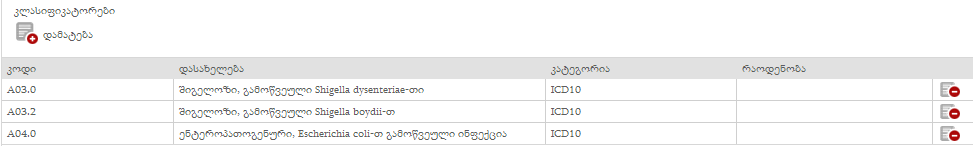 კლასიფიკატორები
დამატება
კოდი დასახელება კატეგორია რაოდენობა
A03.0 შიგელოზი, გამოწვეული Shigella dysenteriae-თი ICD10
A03.2 შიგელოზი, გამოწვეული Shigella boydii-თ ICD10
A04.0 ენტეროპათოგენური, Escherichia coli-თ გამოწვეული ინფექცია ICD10